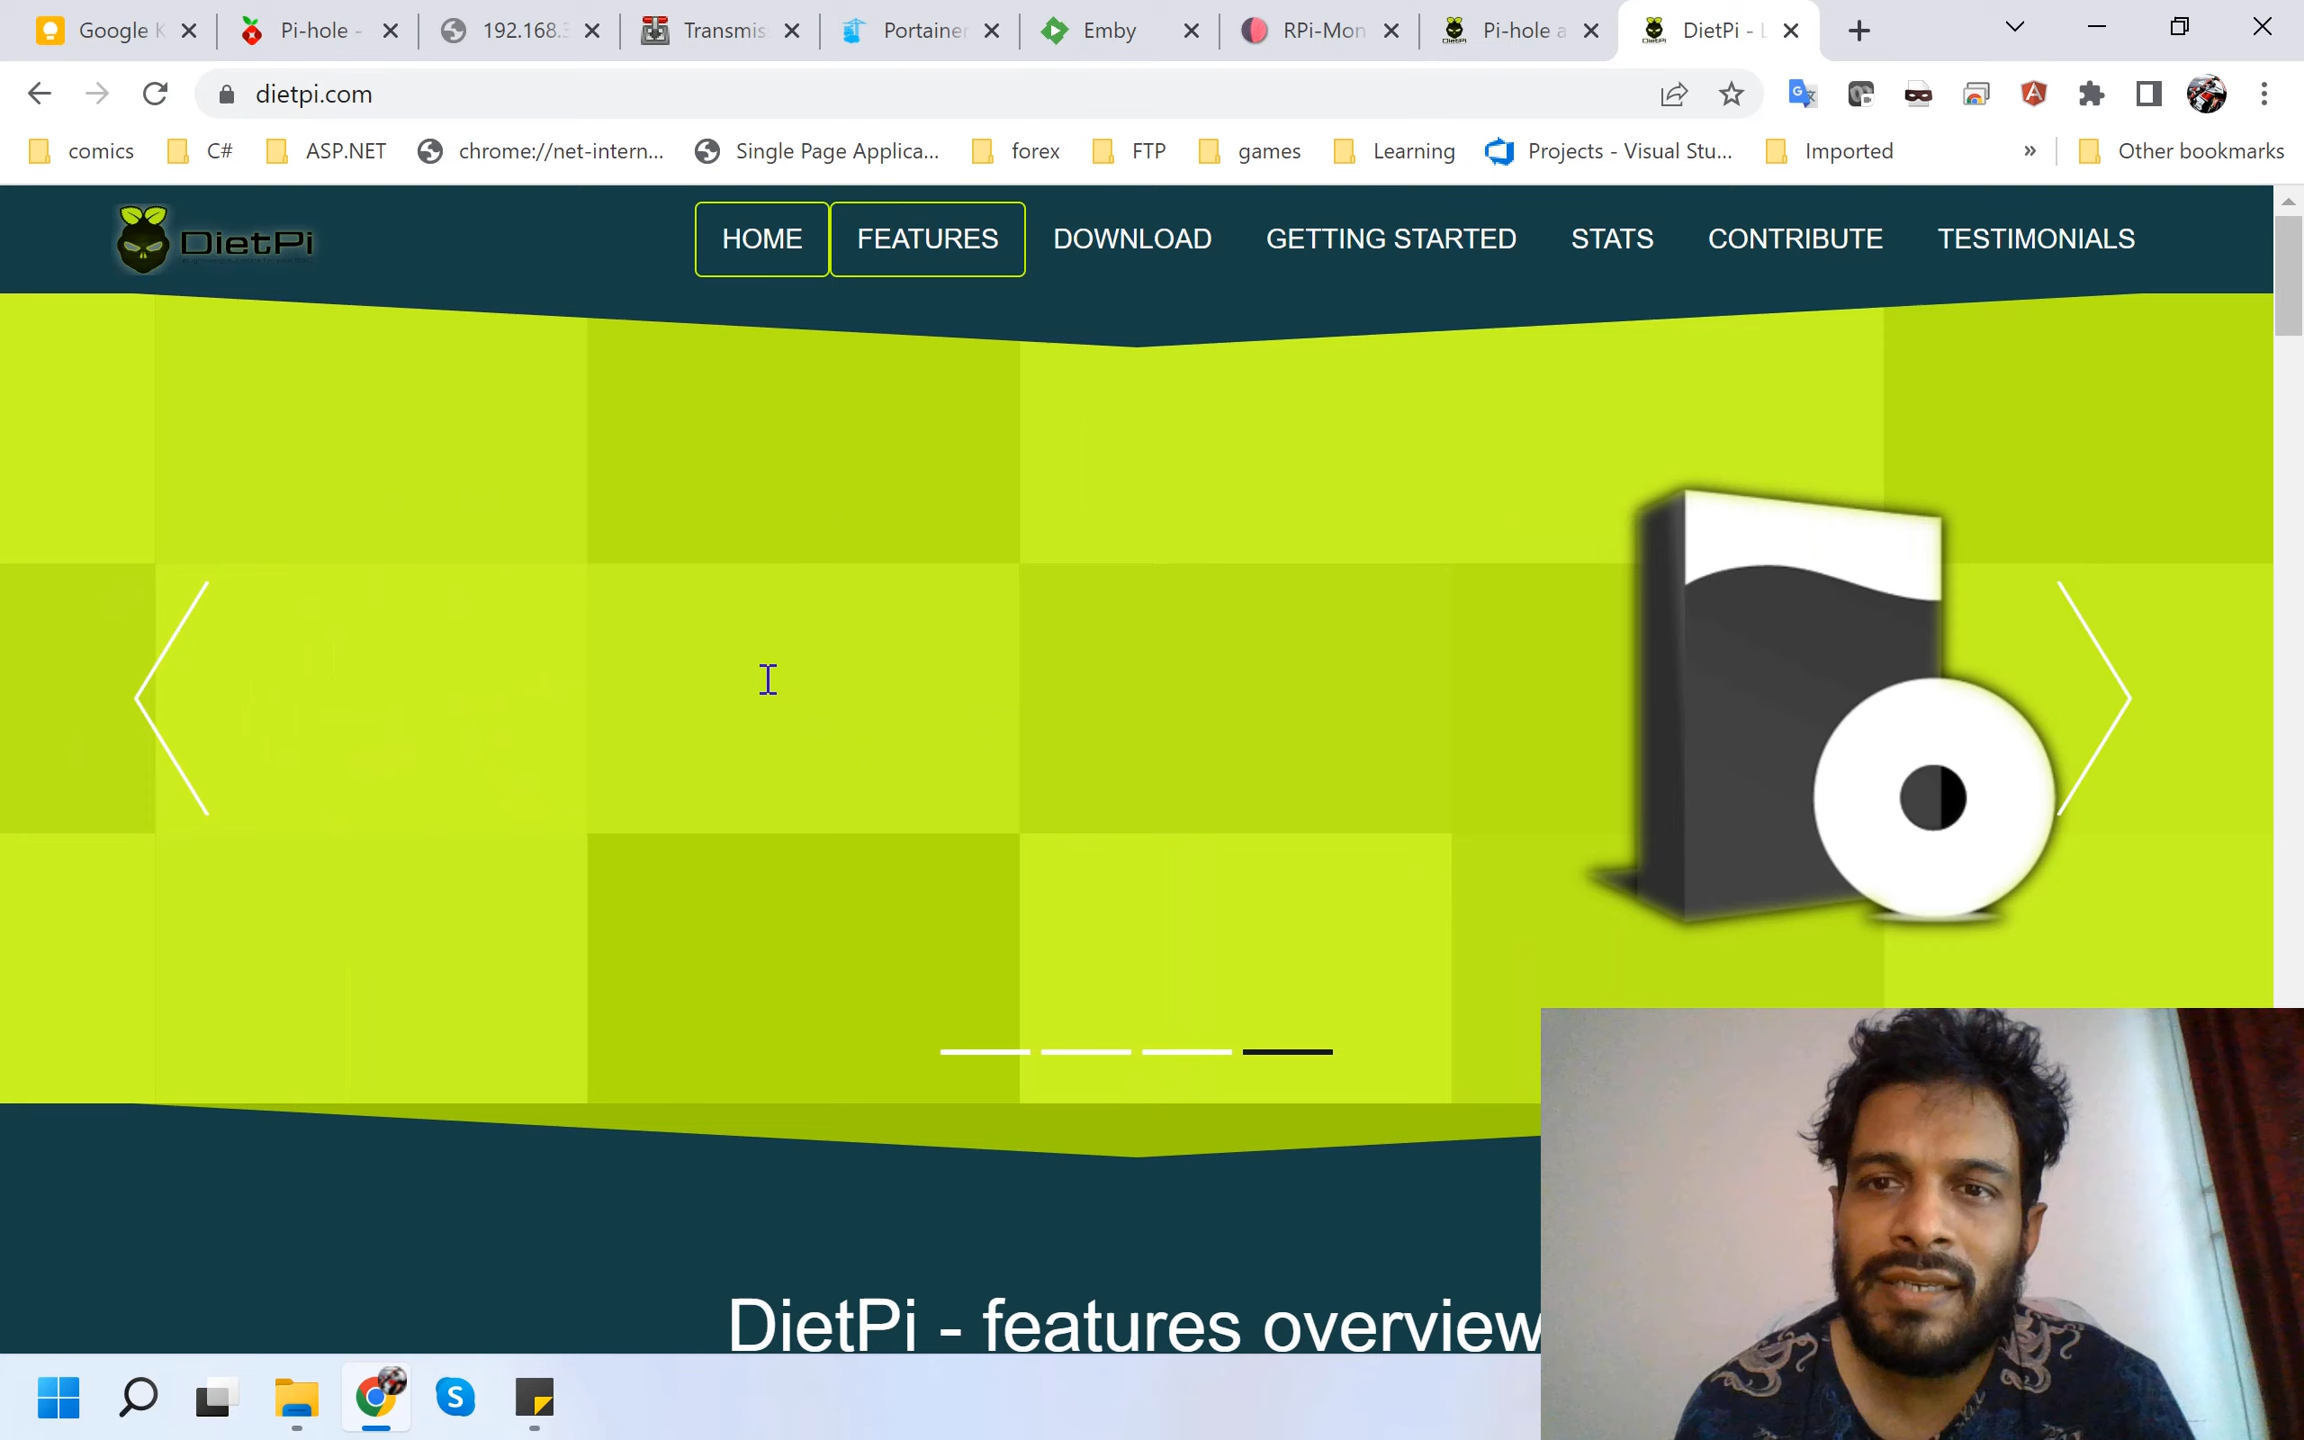 Google K
Pi-hole -
192.168.3
Transmis
Portainer
Emby
RPi-Mon
Pi-hole a
DietPi - L
dietpi.com
comics
C#
ASP.NET
chrome://net-intern...
Single Page Applica...
forex
FTP
games
Learning
Projects - Visual Stu...
Imported
»
Other bookmarks
DietPi
HOME
FEATURES
DOWNLOAD
GETTING STARTED
STATS
CONTRIBUTE
TESTIMONIALS
DietPi - features overview